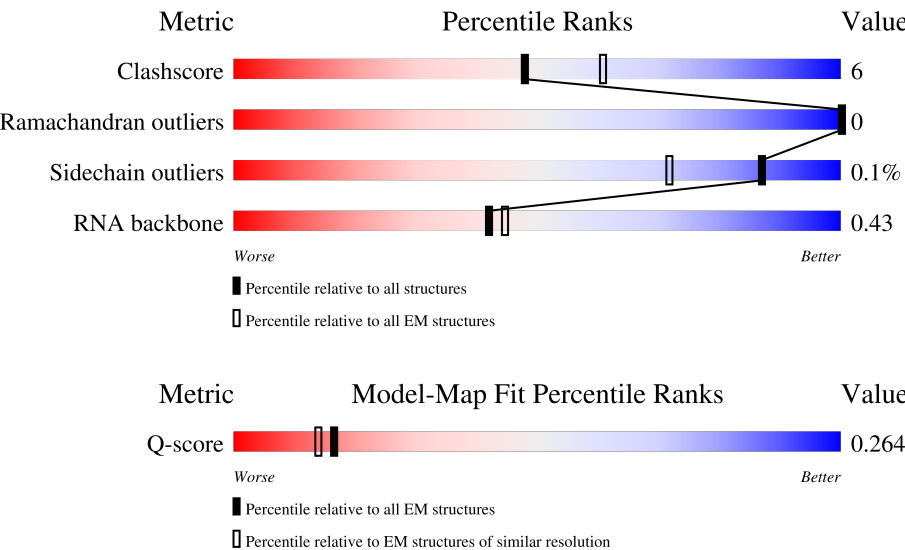 Metric Percentile Ranks Value
Clashscore 6
Ramachandran outliers 0
Sidechain outliers 0.1%
RNA backbone 0.43
Worse Better
Percentile relative to all structures
Percentile relative to all EM structures
Metric Model-Map Fit Percentile Ranks Value
Q-score 0.264
Worse Better
Percentile relative to all EM structures
Percentile relative to EM structures of similar resolution